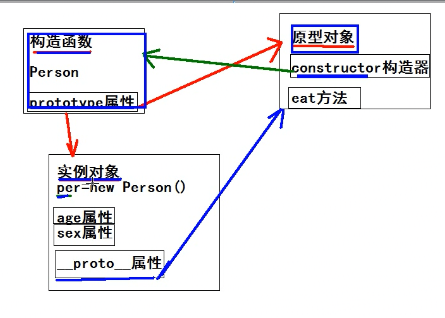 构造函数
Person
prototype属性
原型对象
constructor构造器
eat方法
实例对象
per=new Person()
age属性
sex属性
__proto__属性